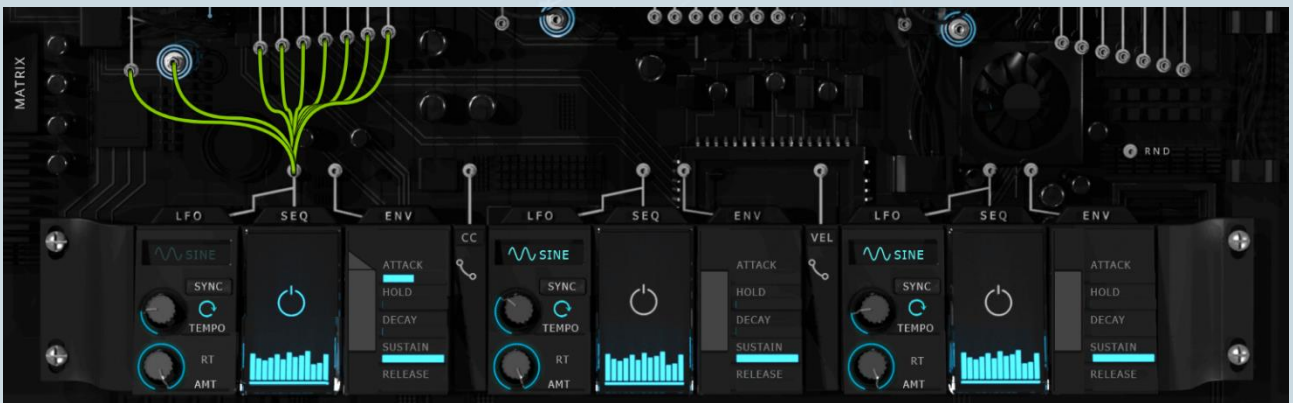 MATRIX
RND
LFO SEQ ENV
CC
LFO SEQ ENV
VEL
LFO SEQ ENV
SINE
SYNC
TEMPO
RT
AMT
ATTACK
HOLD
DECAY
SUSTAIN
RELEASE
SINE
SYNC
TEMPO
RT
AMT
ATTACK
HOLD
DECAY
SUSTAIN
RELEASE
SINE
SYNC
TEMPO
RT
AMT
ATTACK
HOLD
DECAY
SUSTAIN
RELEASE